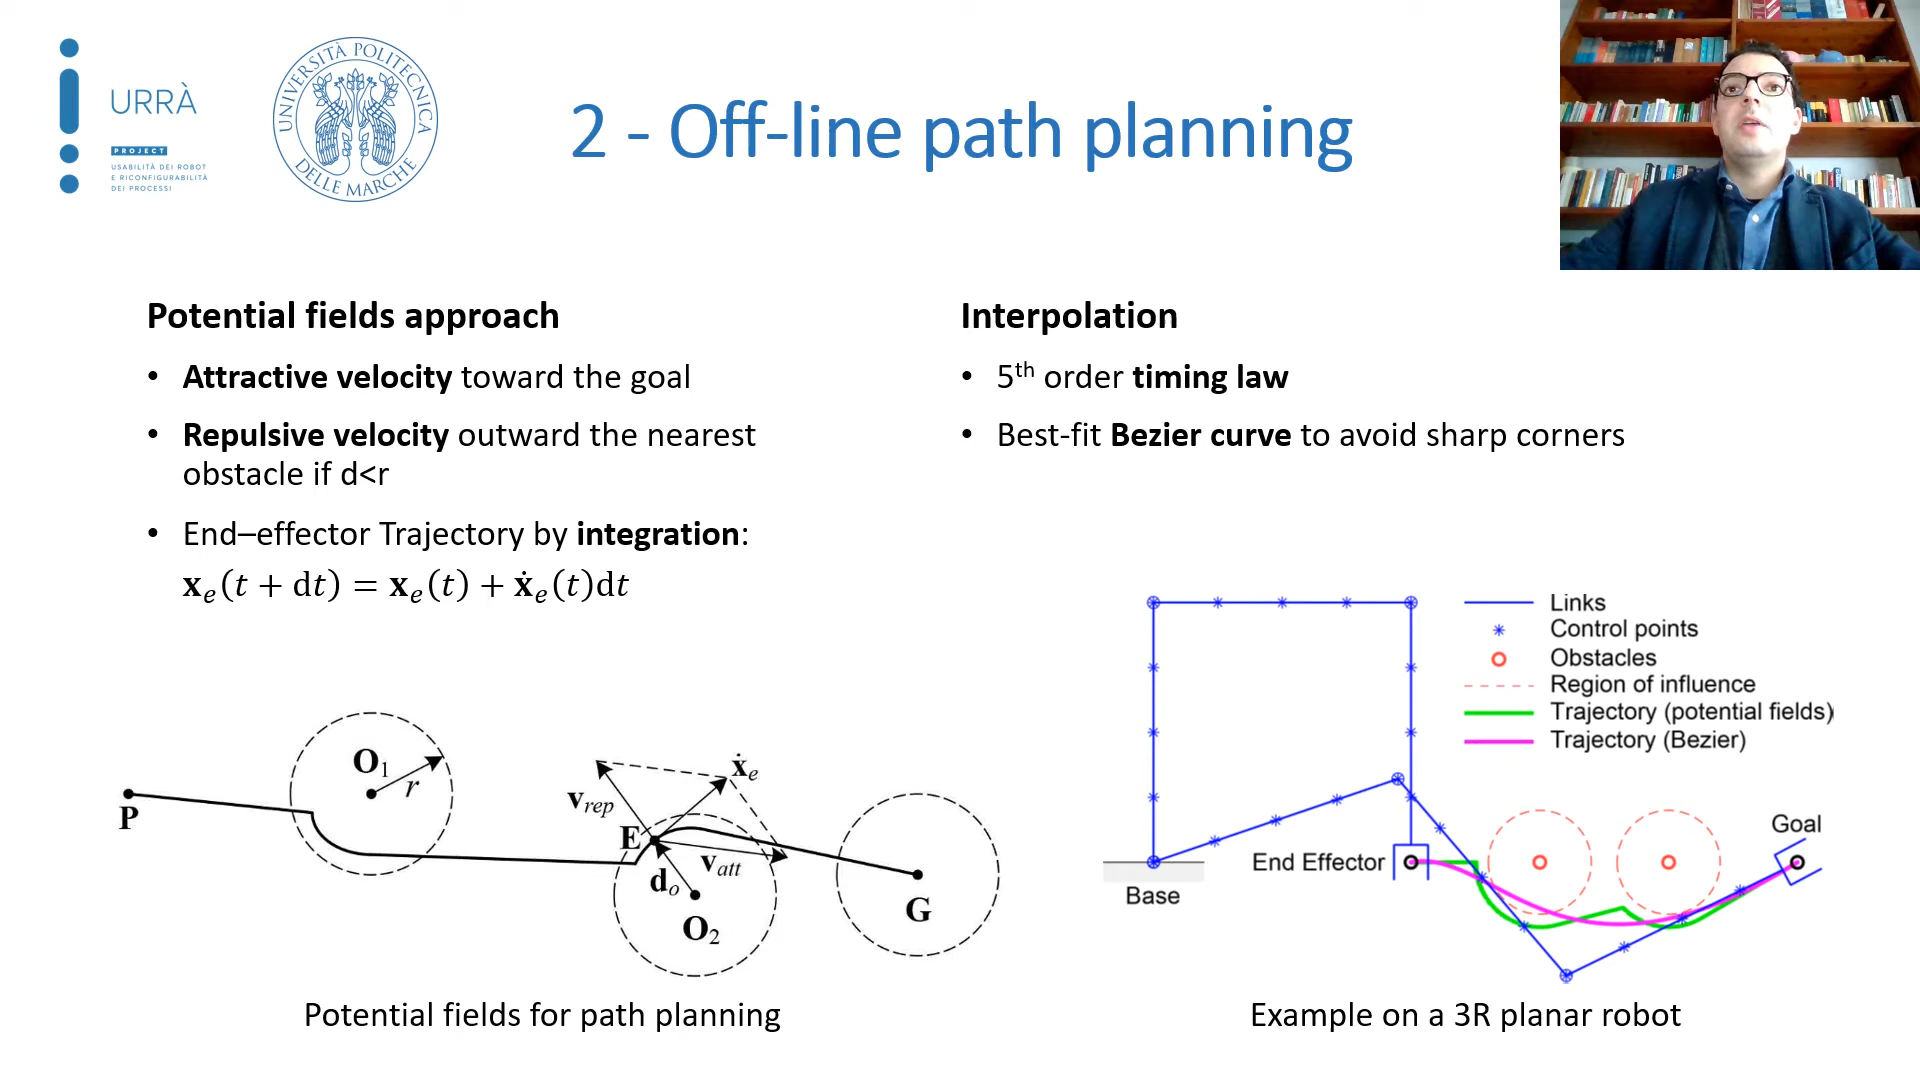 URRÀ
PROJECT
USABILITÀ DEI ROBOT
E RICONFIGURABILITÀ
DEI PROCESSI
UNIVERSITÀ POLITECNICA
DELLE MARCHE
2 - Off-line path planning
Potential fields approach
• Attractive velocity toward the goal
• Repulsive velocity outward the nearest
obstacle if d<r
• End–effector Trajectory by integration:
𝐱ₑ(t + dt) = 𝐱ₑ(t) + 𝐱̇ₑ(t)dt
P
O₁
r
v_rep
ẋₑ
E
v_att
d_o
O₂
G
Potential fields for path planning
Interpolation
• 5th order timing law
• Best-fit Bezier curve to avoid sharp corners
Links
Control points
Obstacles
Region of influence
Trajectory (potential fields)
Trajectory (Bezier)
Goal
End Effector
Base
Example on a 3R planar robot